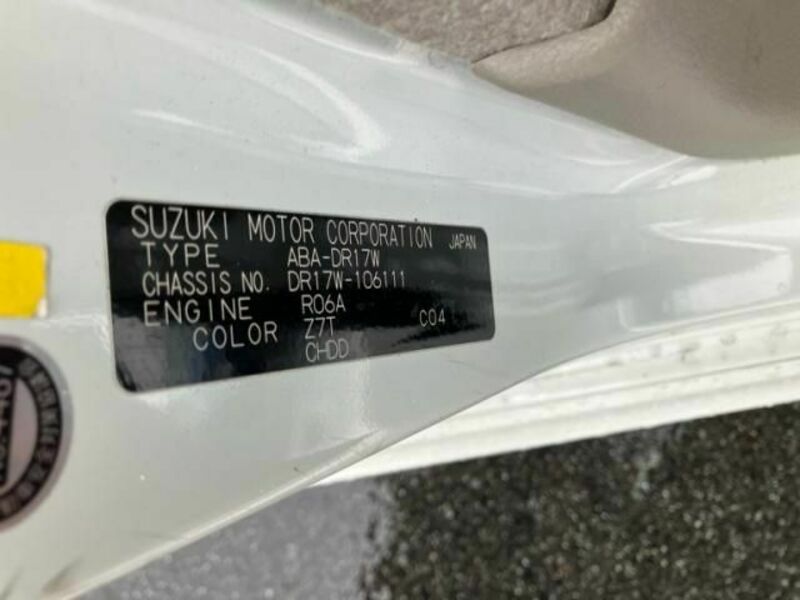 SUZUKI MOTOR CORPORATION JAPAN
TYPE ABA-DR17W
CHASSIS NO. DR17W-106111
ENGINE R06A
COLOR Z7T C04
CHDD